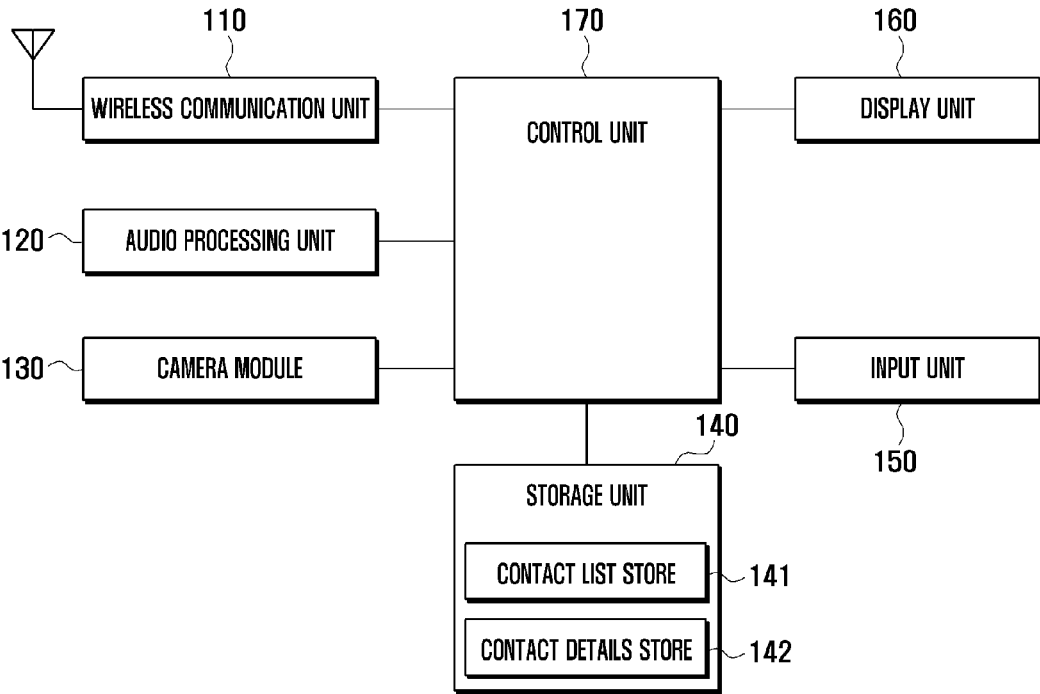 110
170
160
WIRELESS COMMUNICATION UNIT
CONTROL UNIT
DISPLAY UNIT
120
AUDIO PROCESSING UNIT
130
CAMERA MODULE
INPUT UNIT
140
150
STORAGE UNIT
CONTACT LIST STORE
141
CONTACT DETAILS STORE
142